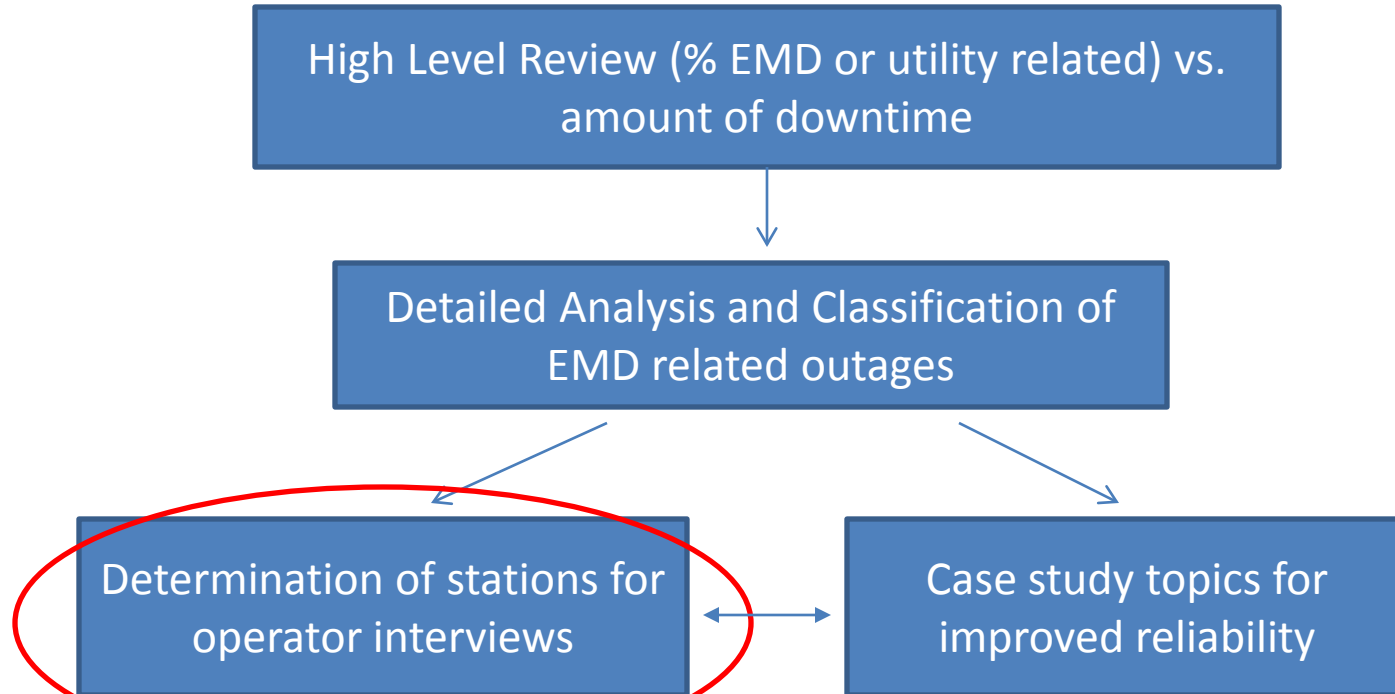 High Level Review (% EMD or utility related) vs.
amount of downtime
Detailed Analysis and Classification of
EMD related outages
Determination of stations for
operator interviews
Case study topics for
improved reliability